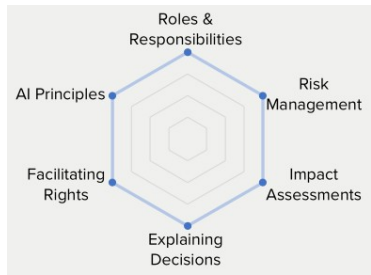 Roles &
Responsibilities
AI Principles
Risk
Management
Facilitating
Rights
Impact
Assessments
Explaining
Decisions